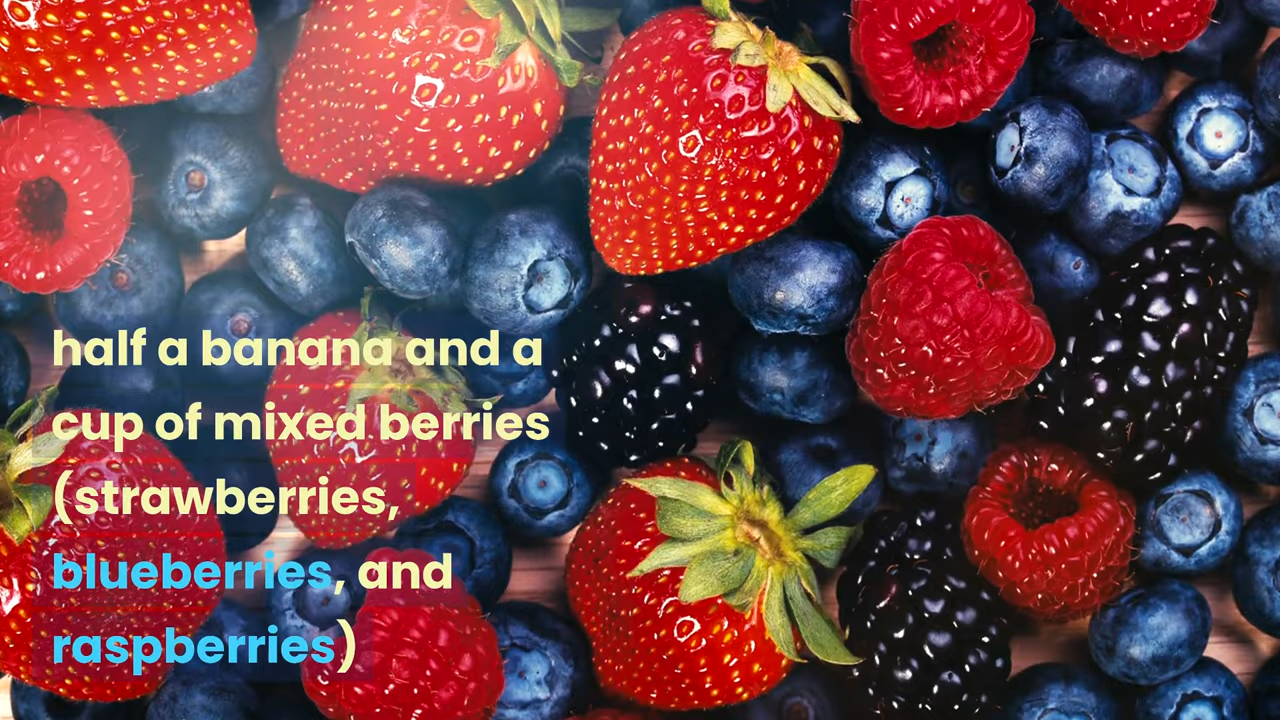 half a banana and a
cup of mixed berries
(strawberries,
blueberries, and
raspberries)